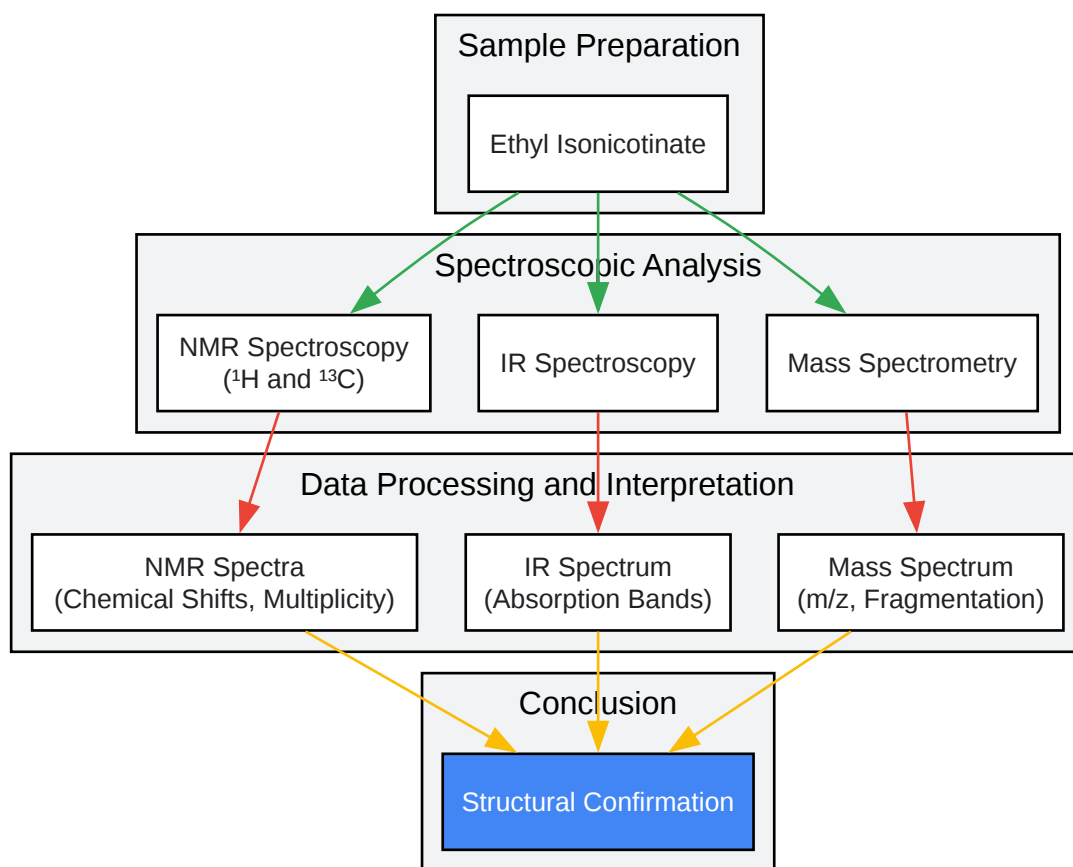 Sample Preparation
Ethyl Isonicotinate
Spectroscopic Analysis
NMR Spectroscopy
(¹H and ¹³C)
IR Spectroscopy
Mass Spectrometry
Data Processing and Interpretation
NMR Spectra
(Chemical Shifts, Multiplicity)
IR Spectrum
(Absorption Bands)
Mass Spectrum
(m/z, Fragmentation)
Conclusion
Structural Confirmation